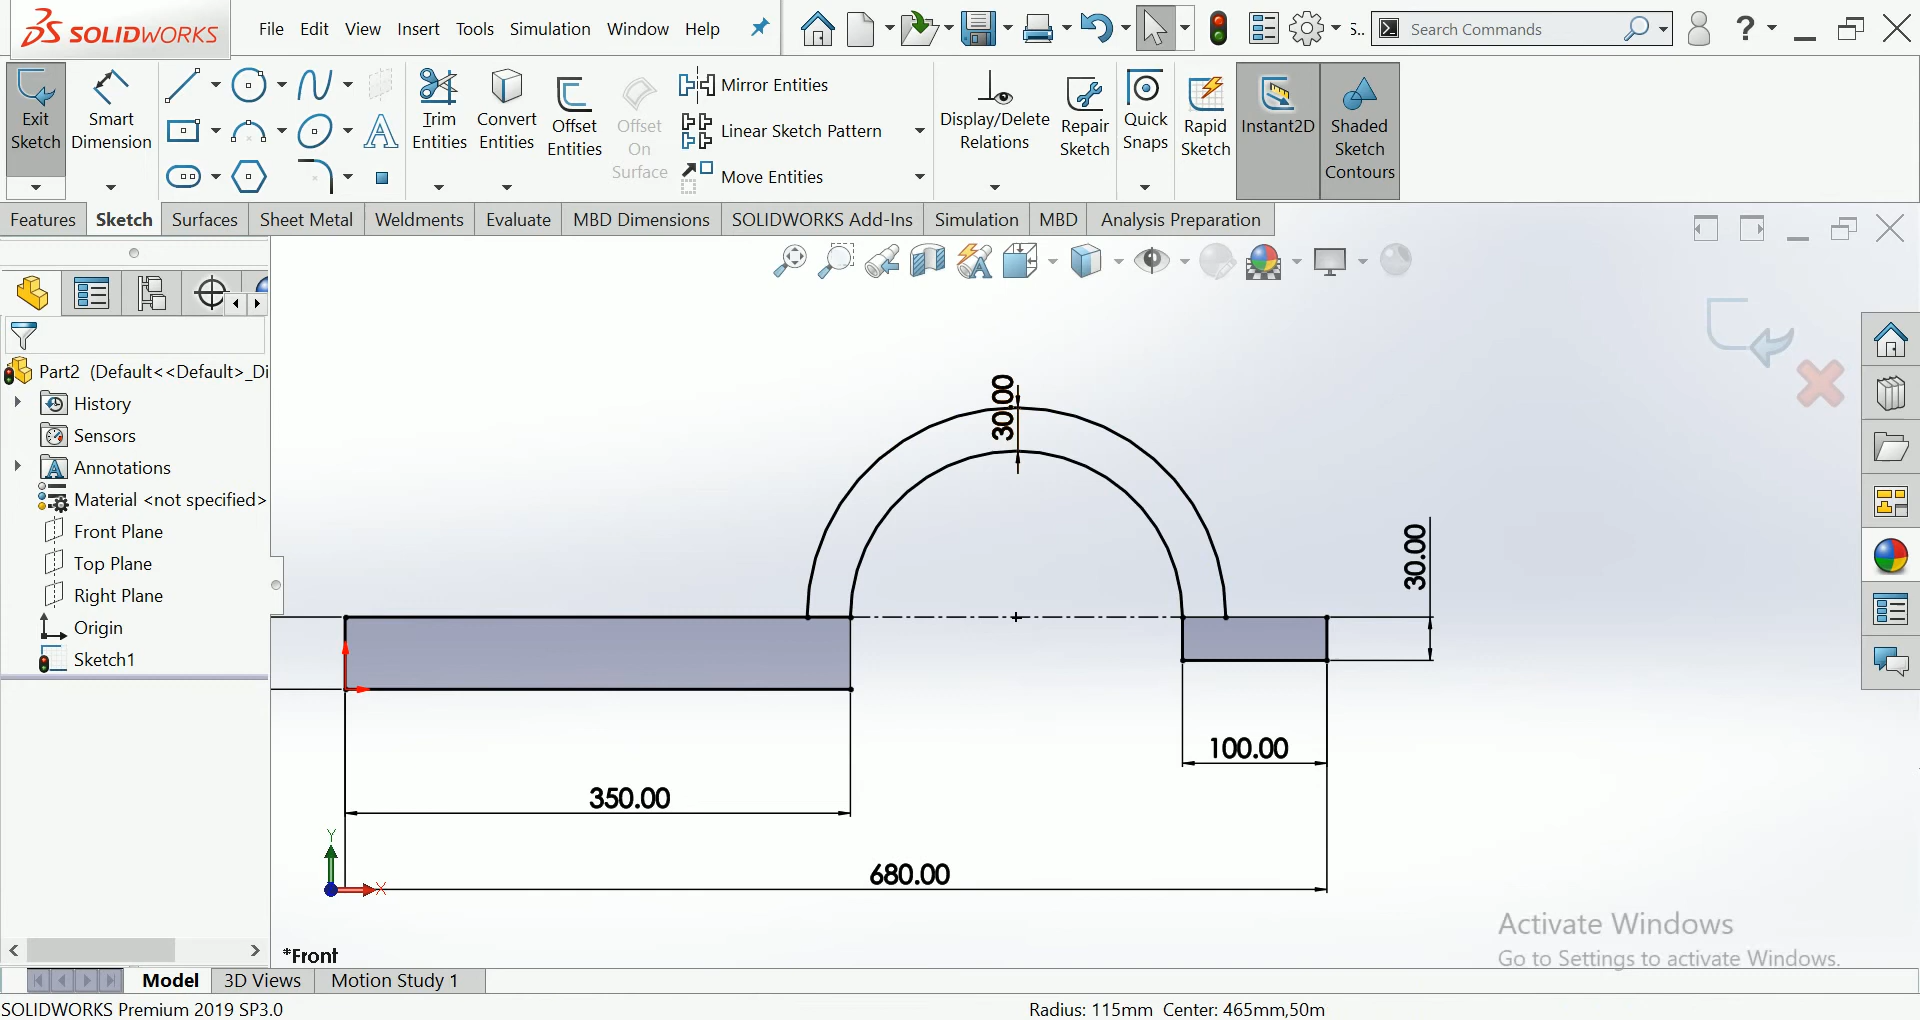 SOLIDWORKS File Edit View Insert Tools Simulation Window Help S.. Search Commands ?
Exit Sketch
Smart Dimension
Trim Entities
Convert Entities
Offset Entities
Offset On Surface
Mirror Entities
Linear Sketch Pattern
Move Entities
Display/Delete Relations
Repair Sketch
Quick Snaps
Rapid Sketch
Instant2D
Shaded Sketch Contours
Features Sketch Surfaces Sheet Metal Weldments Evaluate MBD Dimensions SOLIDWORKS Add-Ins Simulation MBD Analysis Preparation
Part2 (Default<<Default>_Di
History
Sensors
Annotations
Material <not specified>
Front Plane
Top Plane
Right Plane
Origin
Sketch1
30.00
30.00
100.00
350.00
680.00
Y
X
*Front
Activate Windows
Go to Settings to activate Windows.
Model 3D Views Motion Study 1
SOLIDWORKS Premium 2019 SP3.0 Radius: 115mm Center: 465mm,50m